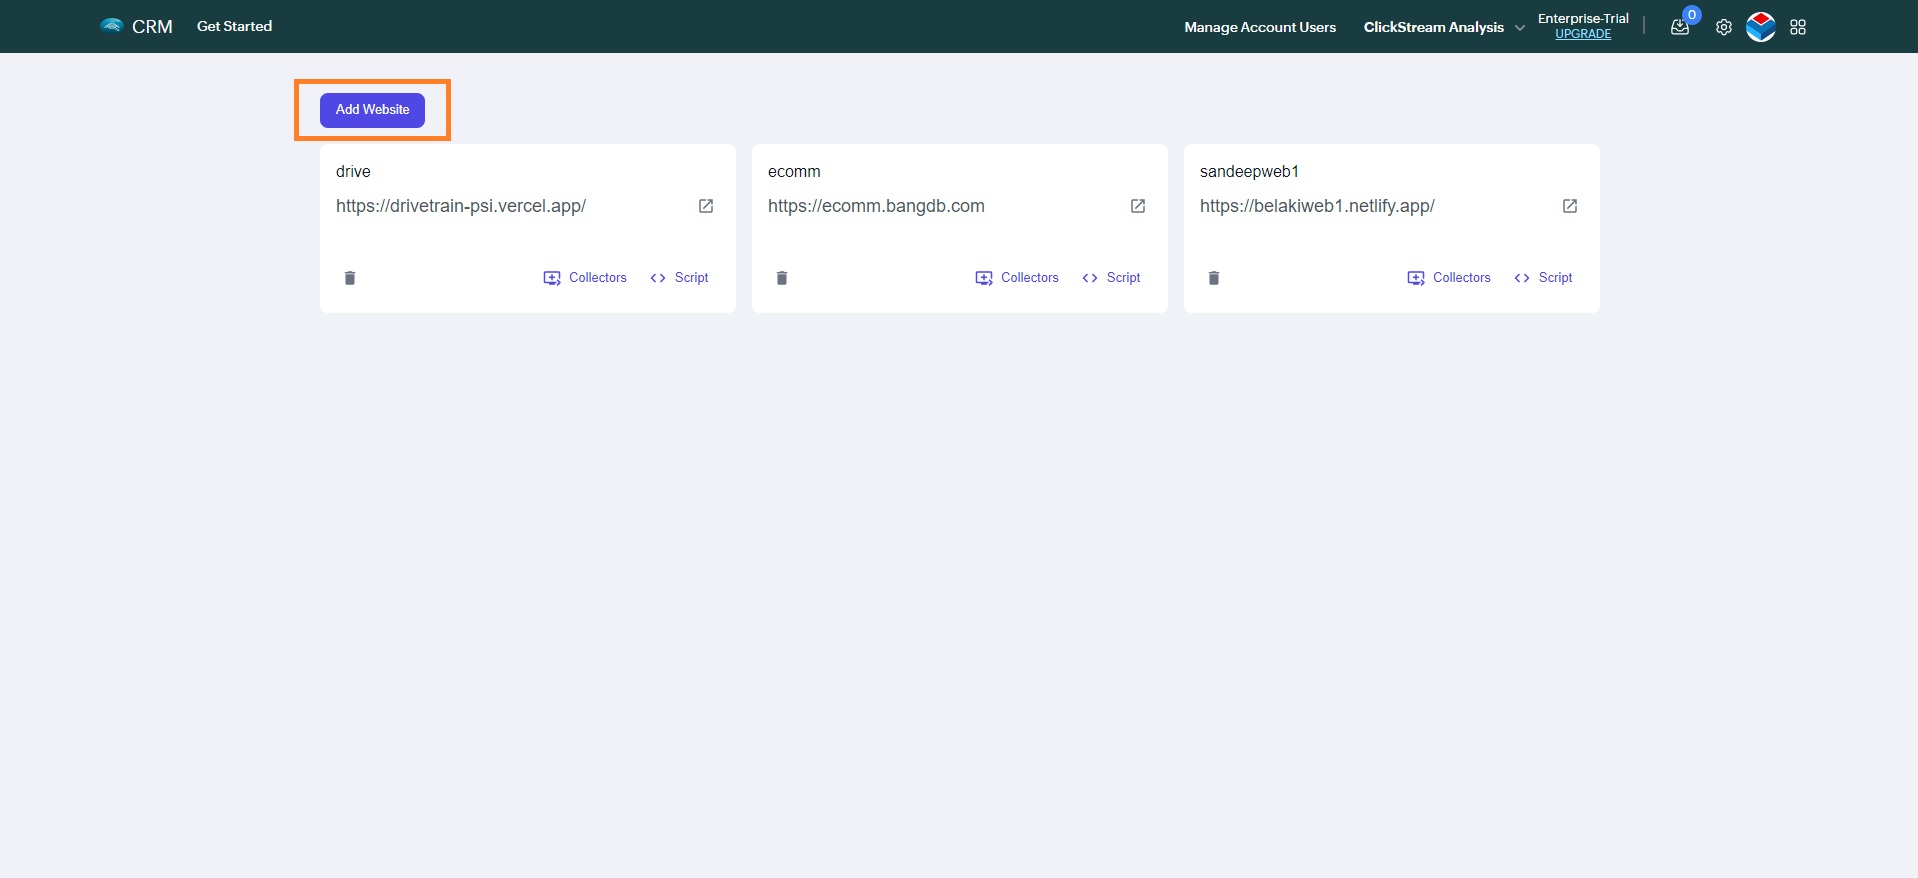 CRM
Get Started
Manage Account Users
ClickStream Analysis
Enterprise-Trial
UPGRADE
0
Add Website
drive
https://drivetrain-psi.vercel.app/
Collectors
Script
ecomm
https://ecomm.bangdb.com
Collectors
Script
sandeepweb1
https://belakiweb1.netlify.app/
Collectors
Script